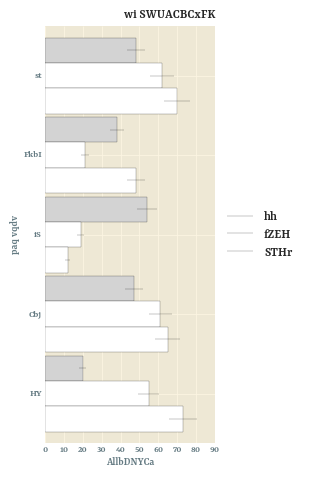 wi SWUACBCxFK
st
FkbI
iS
Cbj
HY
paq vqdv
0 10 20 30 40 50 60 70 80 90
AllbDNYCa
hh
fZEH
STHr